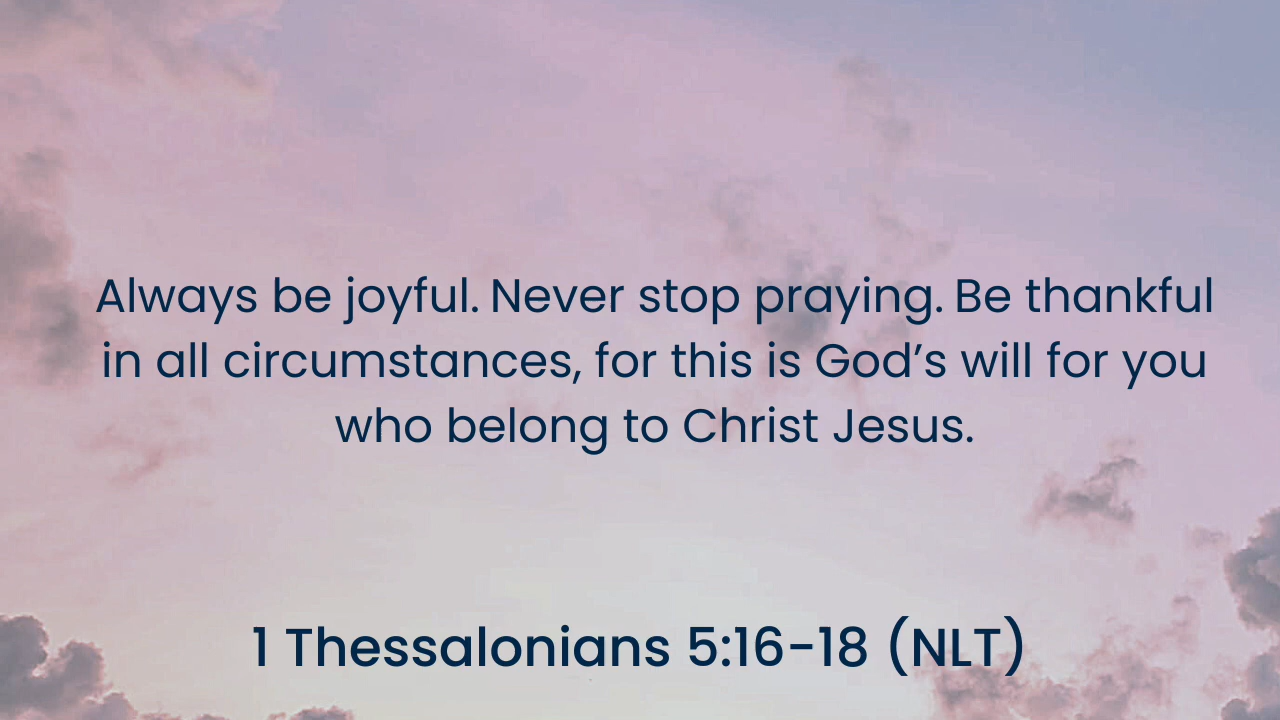 Always be joyful. Never stop praying. Be thankful
in all circumstances, for this is God’s will for you
who belong to Christ Jesus.
1 Thessalonians 5:16-18 (NLT)